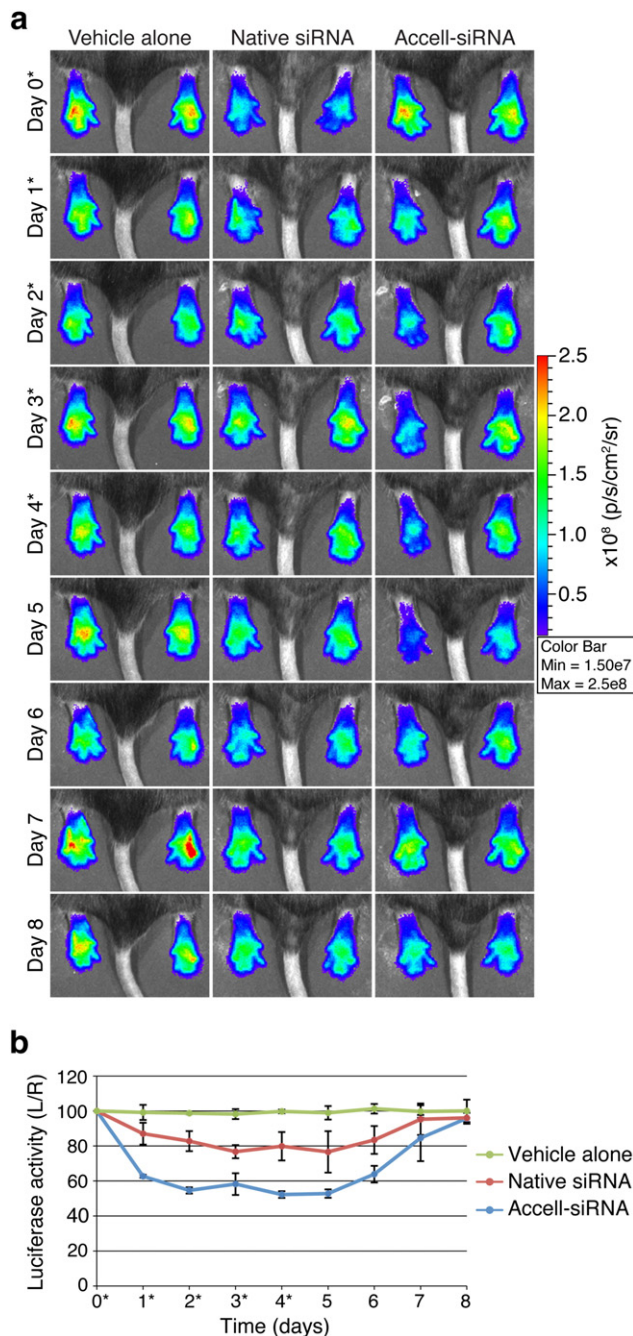 a
Vehicle alone Native siRNA Accell-siRNA
Day 0*
Day 1*
Day 2*
Day 3*
Day 4*
Day 5
Day 6
Day 7
Day 8
2.5
2.0
1.5
1.0
0.5
x10⁸ (p/s/cm²/sr)
Color Bar
Min = 1.50e7
Max = 2.5e8
b
Luciferase activity (L/R)
120
100
80
60
40
20
0
0* 1* 2* 3* 4* 5 6 7 8
Time (days)
Vehicle alone
Native siRNA
Accell-siRNA